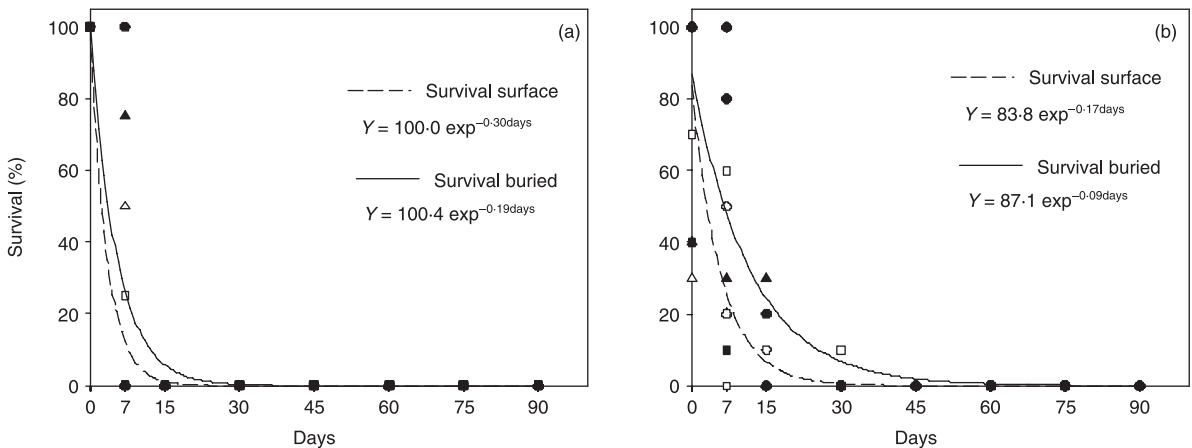 (a)
Survival (%)
100
80
60
40
20
0
Survival surface
Y = 100·0 exp–0·30days
Survival buried
Y = 100·4 exp–0·19days
0 7 15 30 45 60 75 90
Days
(b)
100
80
60
40
20
0
Survival surface
Y = 83·8 exp–0·17days
Survival buried
Y = 87·1 exp–0·09days
0 7 15 30 45 60 75 90
Days